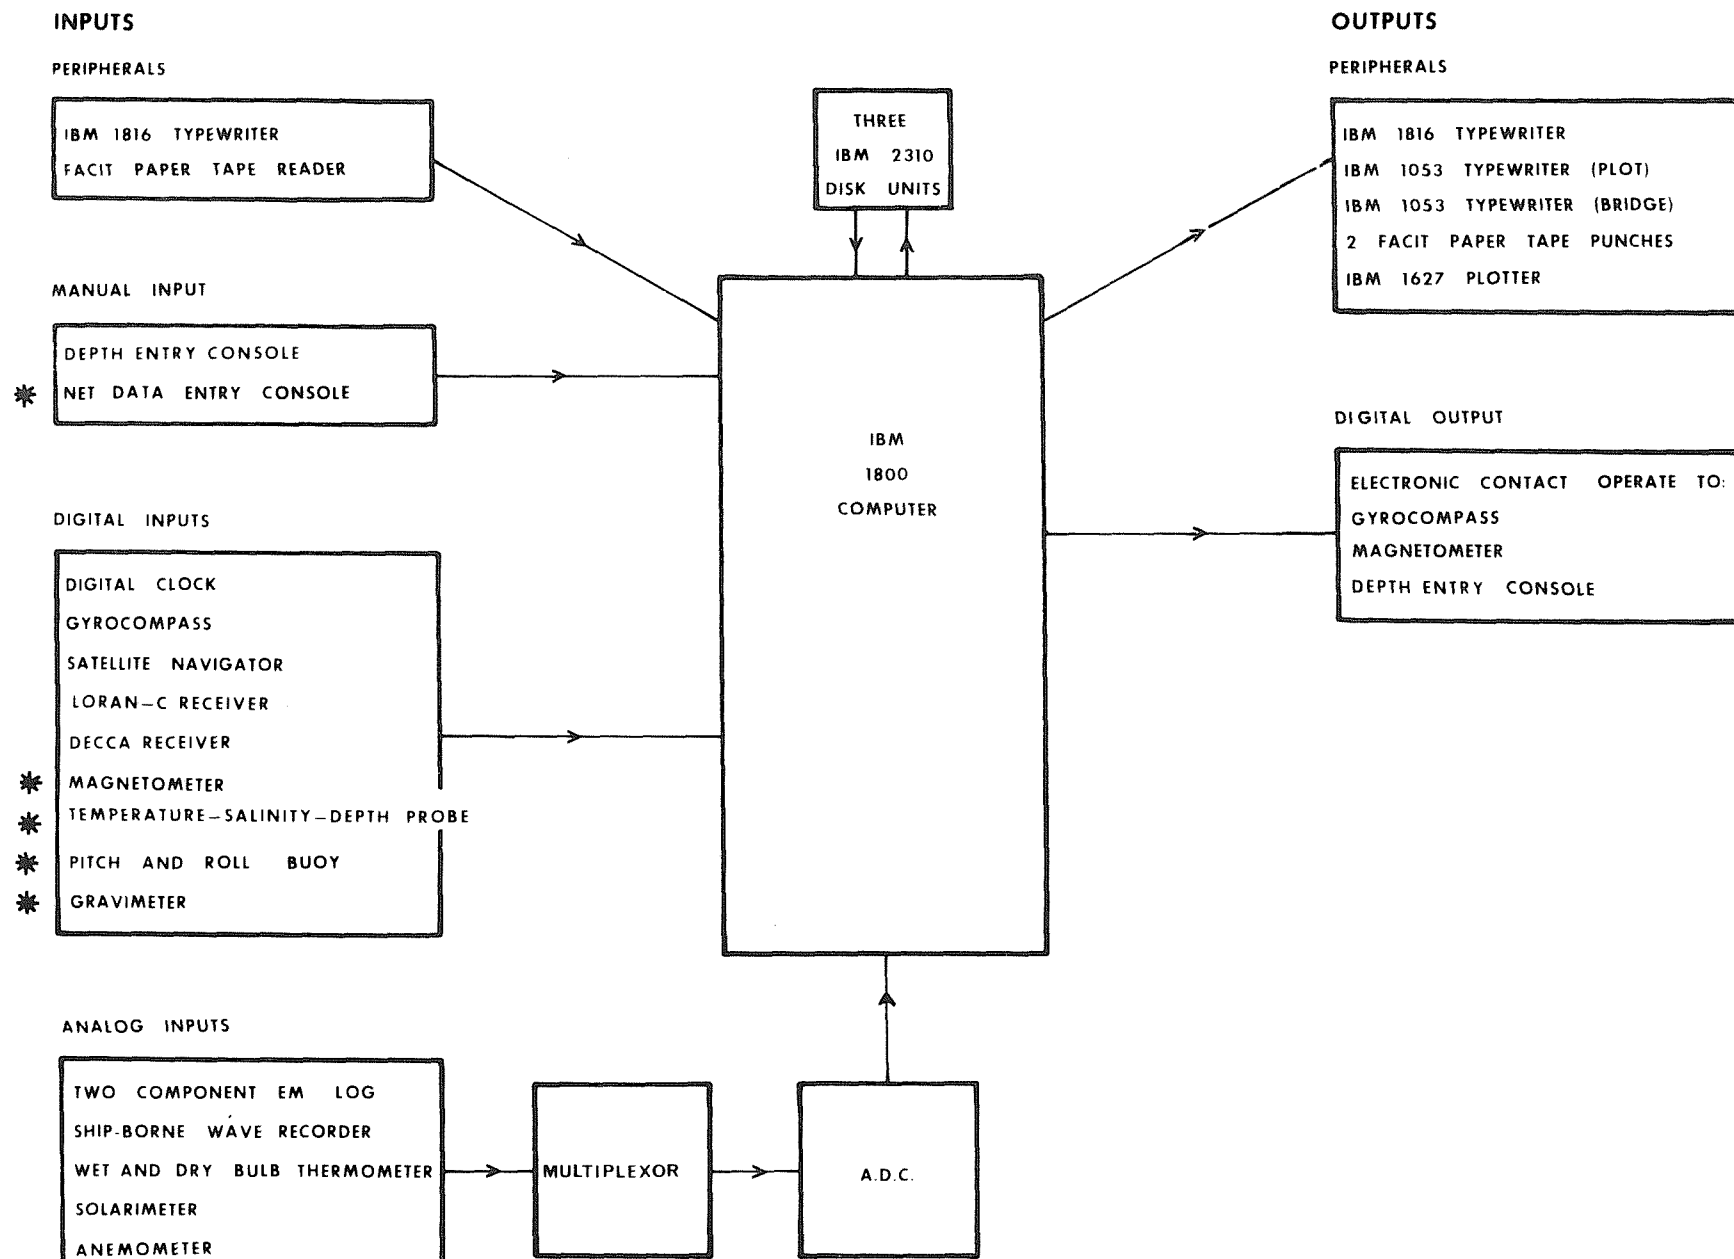 INPUTS
PERIPHERALS
IBM 1816 TYPEWRITER
FACIT PAPER TAPE READER
MANUAL INPUT
DEPTH ENTRY CONSOLE
* NET DATA ENTRY CONSOLE
DIGITAL INPUTS
DIGITAL CLOCK
GYROCOMPASS
SATELLITE NAVIGATOR
LORAN–C RECEIVER
DECCA RECEIVER
* MAGNETOMETER
* TEMPERATURE–SALINITY–DEPTH PROBE
* PITCH AND ROLL BUOY
* GRAVIMETER
ANALOG INPUTS
TWO COMPONENT EM LOG
SHIP-BORNE WAVE RECORDER
WET AND DRY BULB THERMOMETER
SOLARIMETER
ANEMOMETER
MULTIPLEXOR
A.D.C.
THREE
IBM 2310
DISK UNITS
IBM
1800
COMPUTER
OUTPUTS
PERIPHERALS
IBM 1816 TYPEWRITER
IBM 1053 TYPEWRITER (PLOT)
IBM 1053 TYPEWRITER (BRIDGE)
2 FACIT PAPER TAPE PUNCHES
IBM 1627 PLOTTER
DIGITAL OUTPUT
ELECTRONIC CONTACT OPERATE TO:
GYROCOMPASS
MAGNETOMETER
DEPTH ENTRY CONSOLE